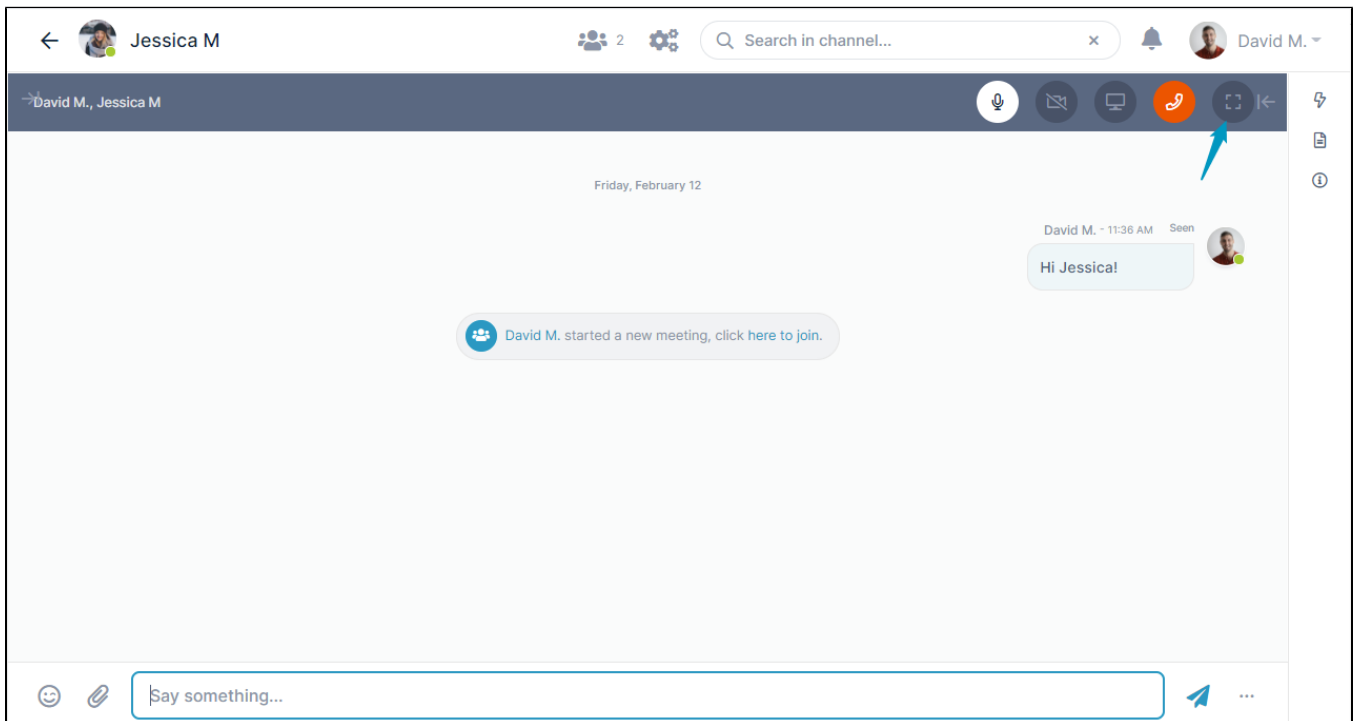 Jessica M
2
Search in channel...
David M.
David M., Jessica M
Friday, February 12
David M. - 11:36 AM Seen
Hi Jessica!
David M. started a new meeting, click here to join.
Say something...